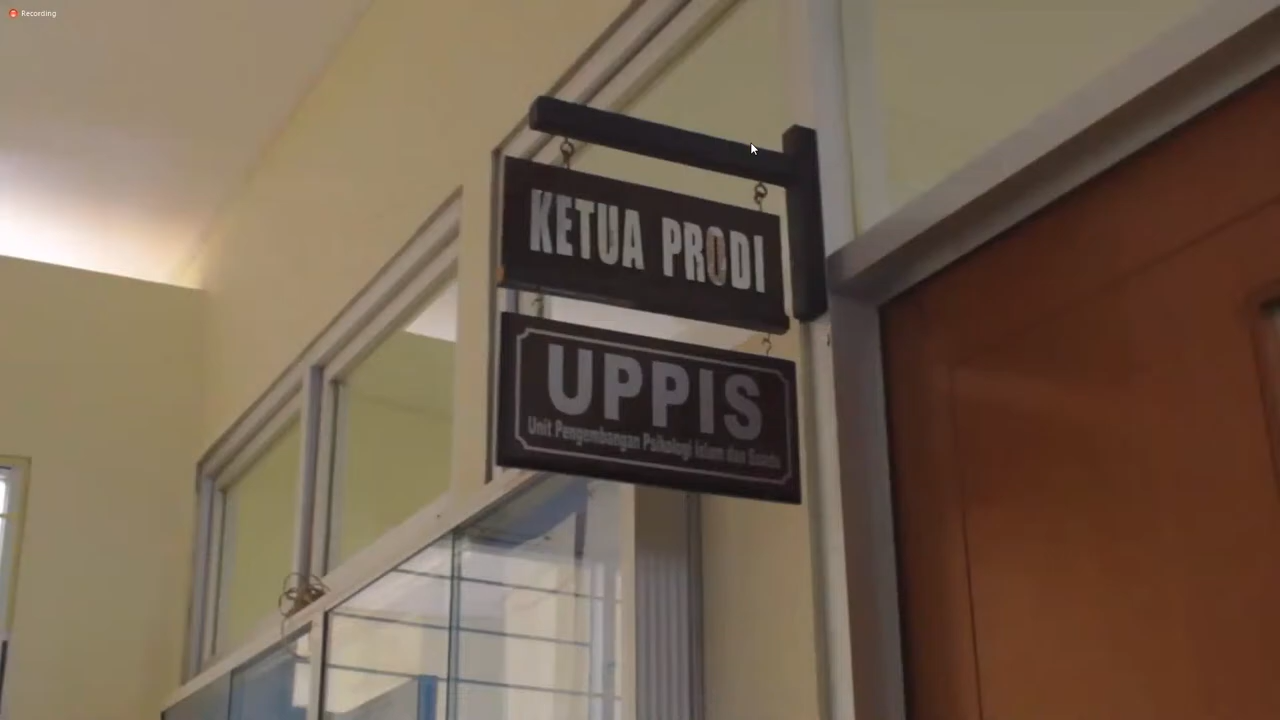 Recording
KETUA PRODI
UPPIS
Unit Pengembangan Psikologi Islam dan Sunda